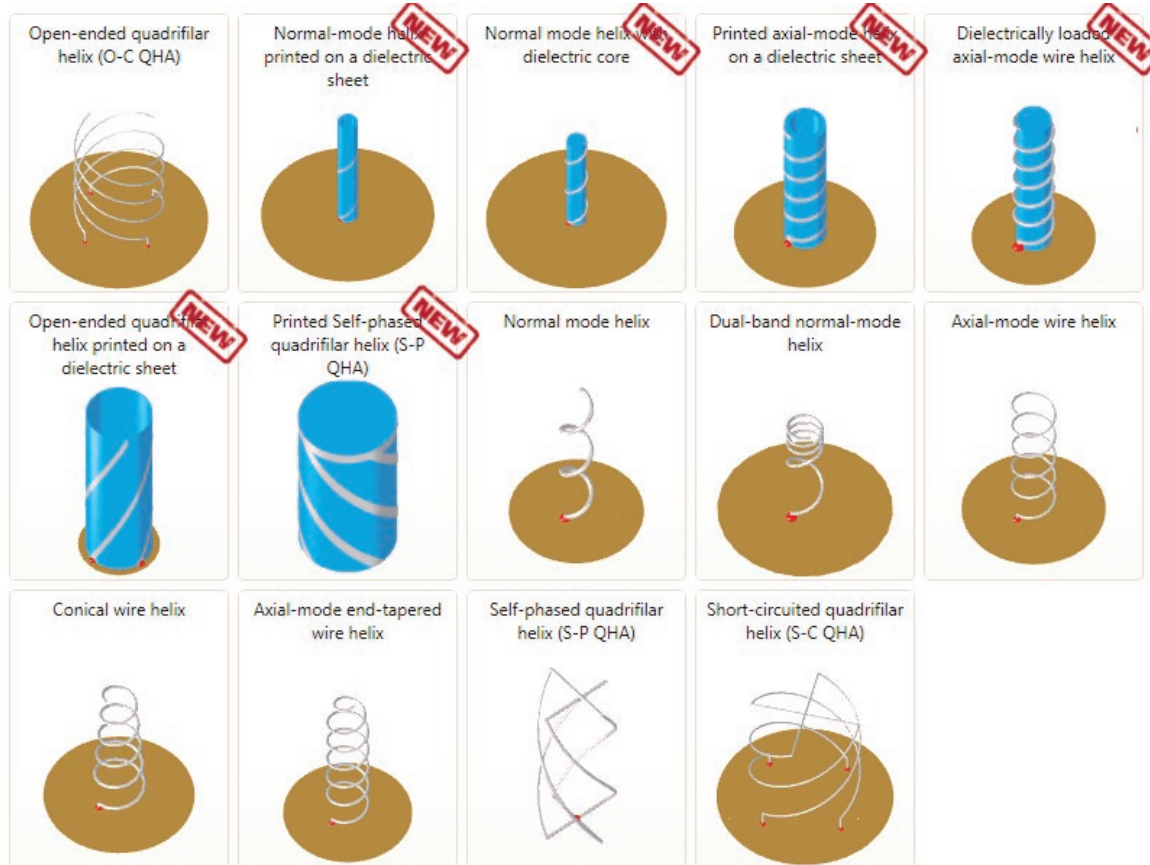 Open-ended quadrifilar
helix (O-C QHA)
Normal-mode helix
printed on a dielectric
sheet
NEW
Normal mode helix with
dielectric core
NEW
Printed axial-mode helix
on a dielectric sheet
NEW
Dielectrically loaded
axial-mode wire helix
NEW
Open-ended quadrifilar
helix printed on a
dielectric sheet
NEW
Printed Self-phased
quadrifilar helix (S-P
QHA)
NEW
Normal mode helix
Dual-band normal-mode
helix
Axial-mode wire helix
Conical wire helix
Axial-mode end-tapered
wire helix
Self-phased quadrifilar
helix (S-P QHA)
Short-circuited quadrifilar
helix (S-C QHA)